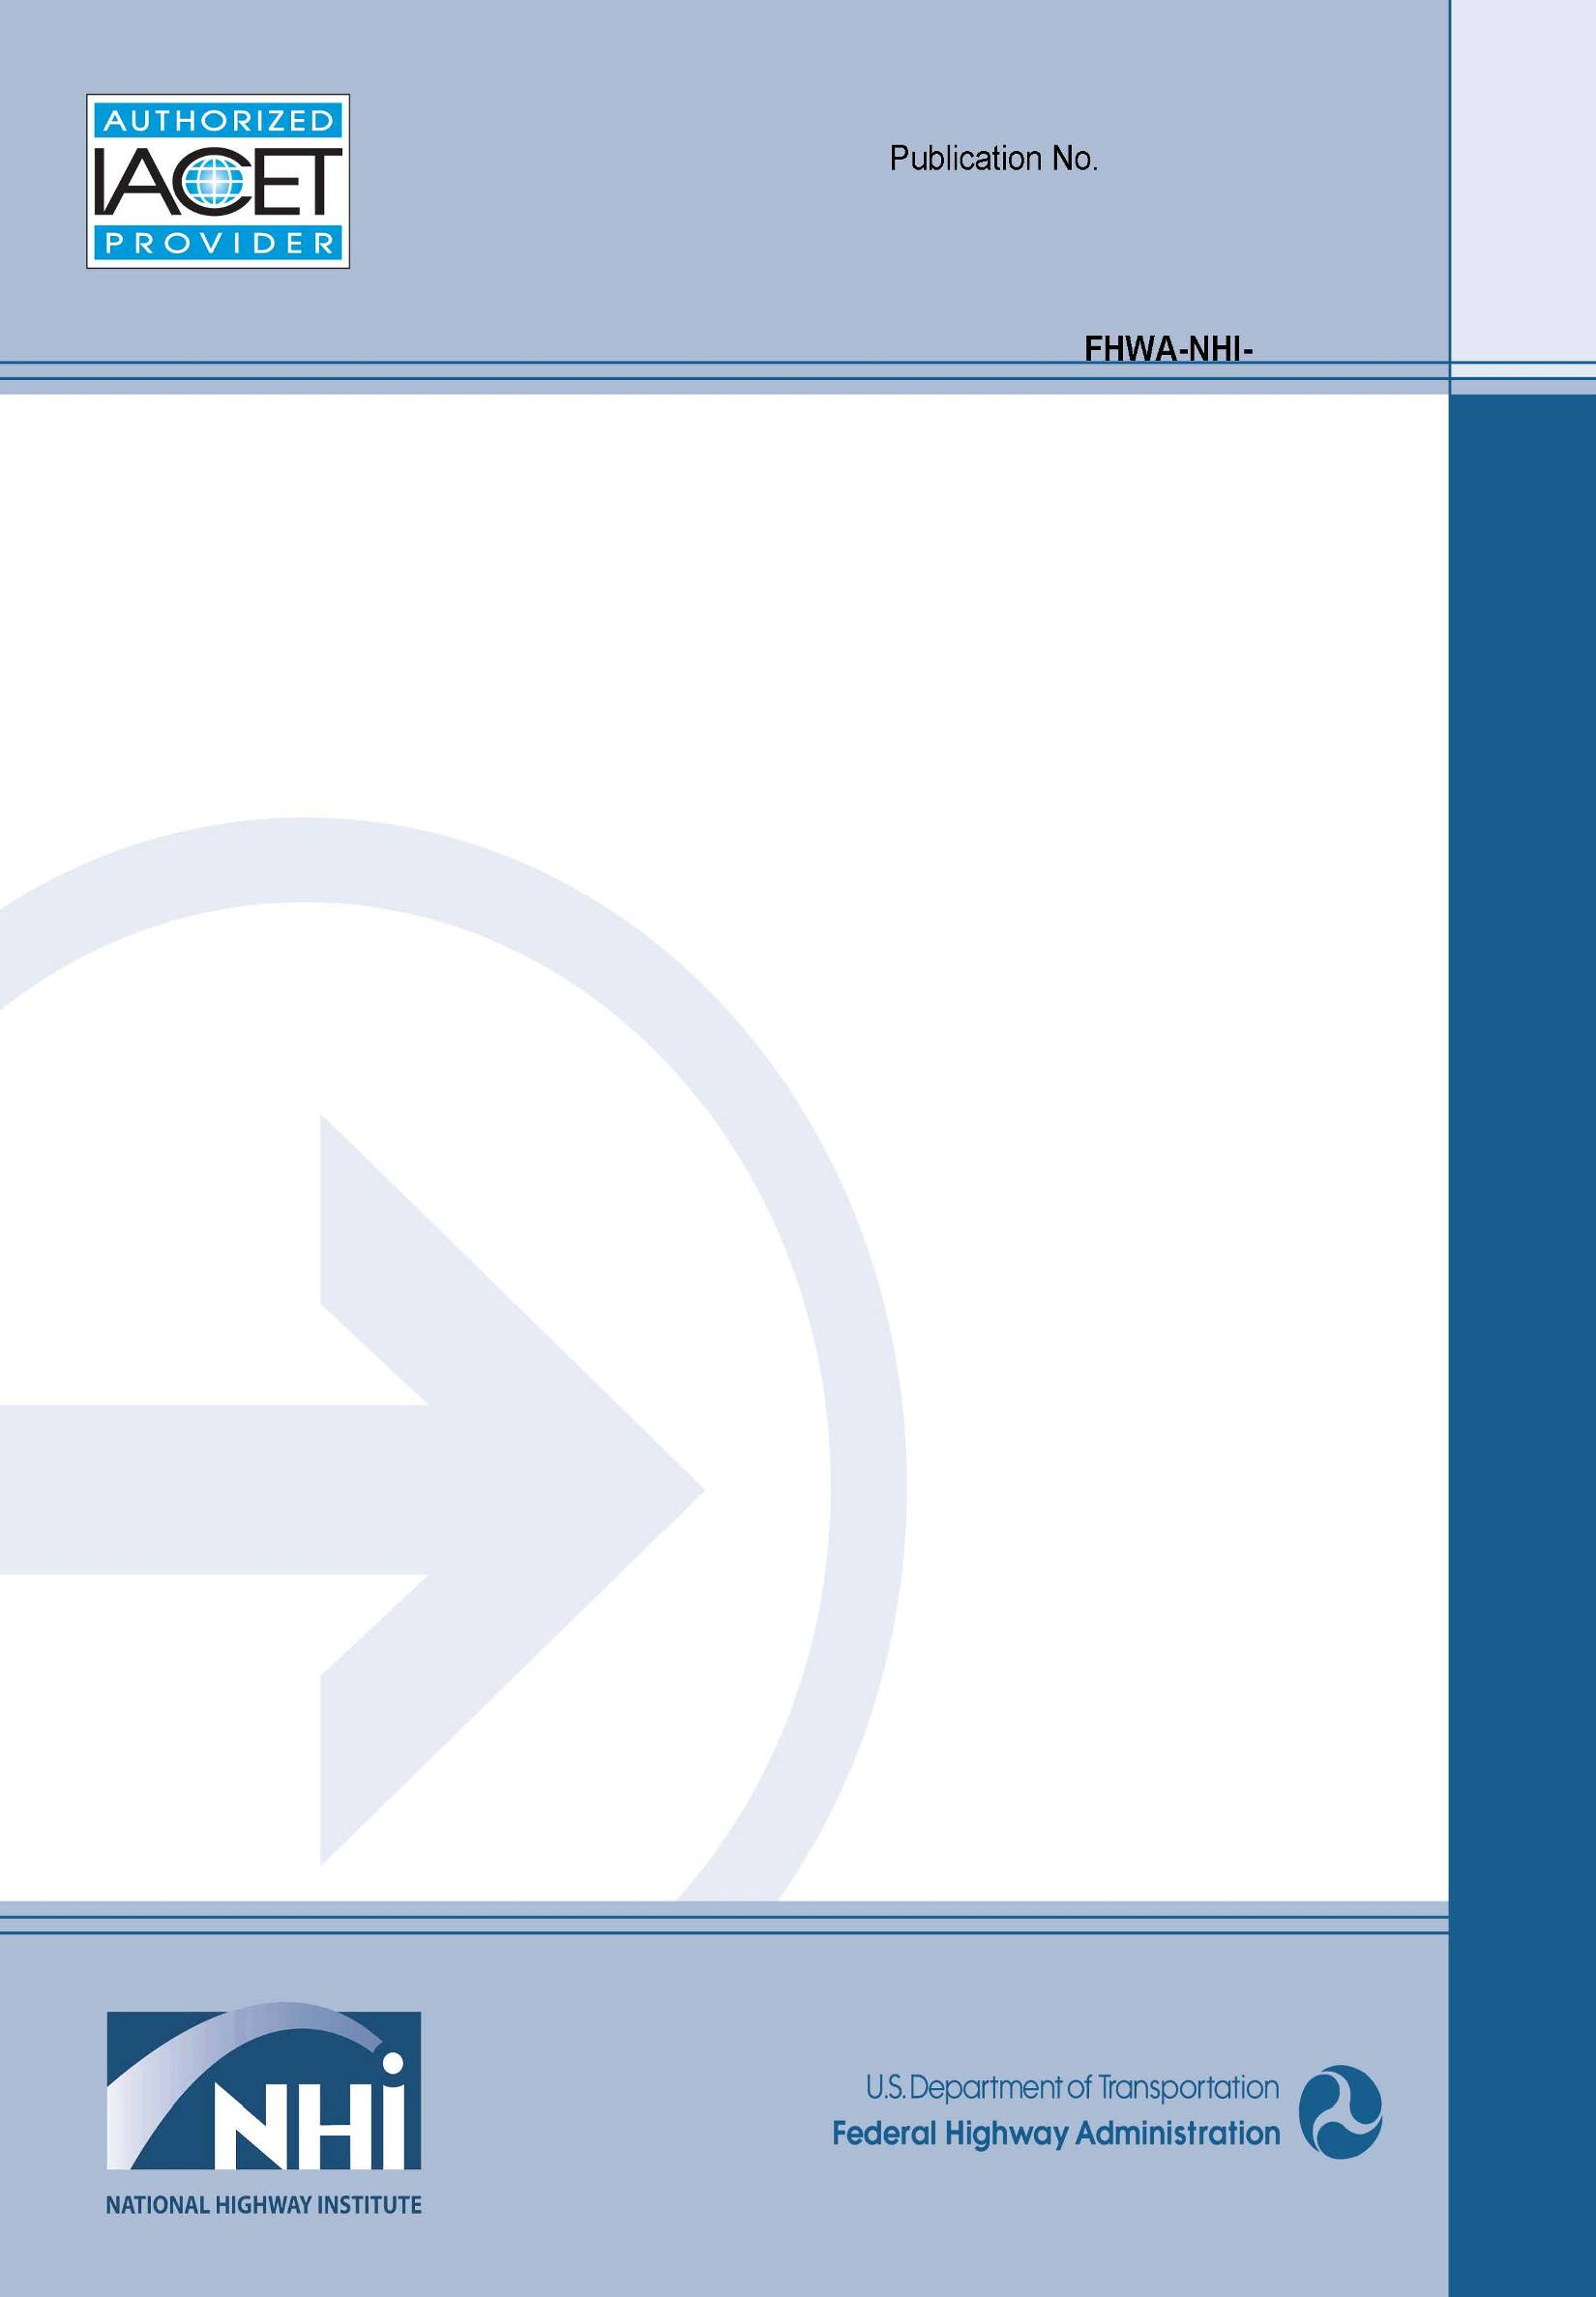 AUTHORIZED
IACET
PROVIDER
Publication No.
FHWA-NHI-
NHi
NATIONAL HIGHWAY INSTITUTE
U.S. Department of Transportation
Federal Highway Administration